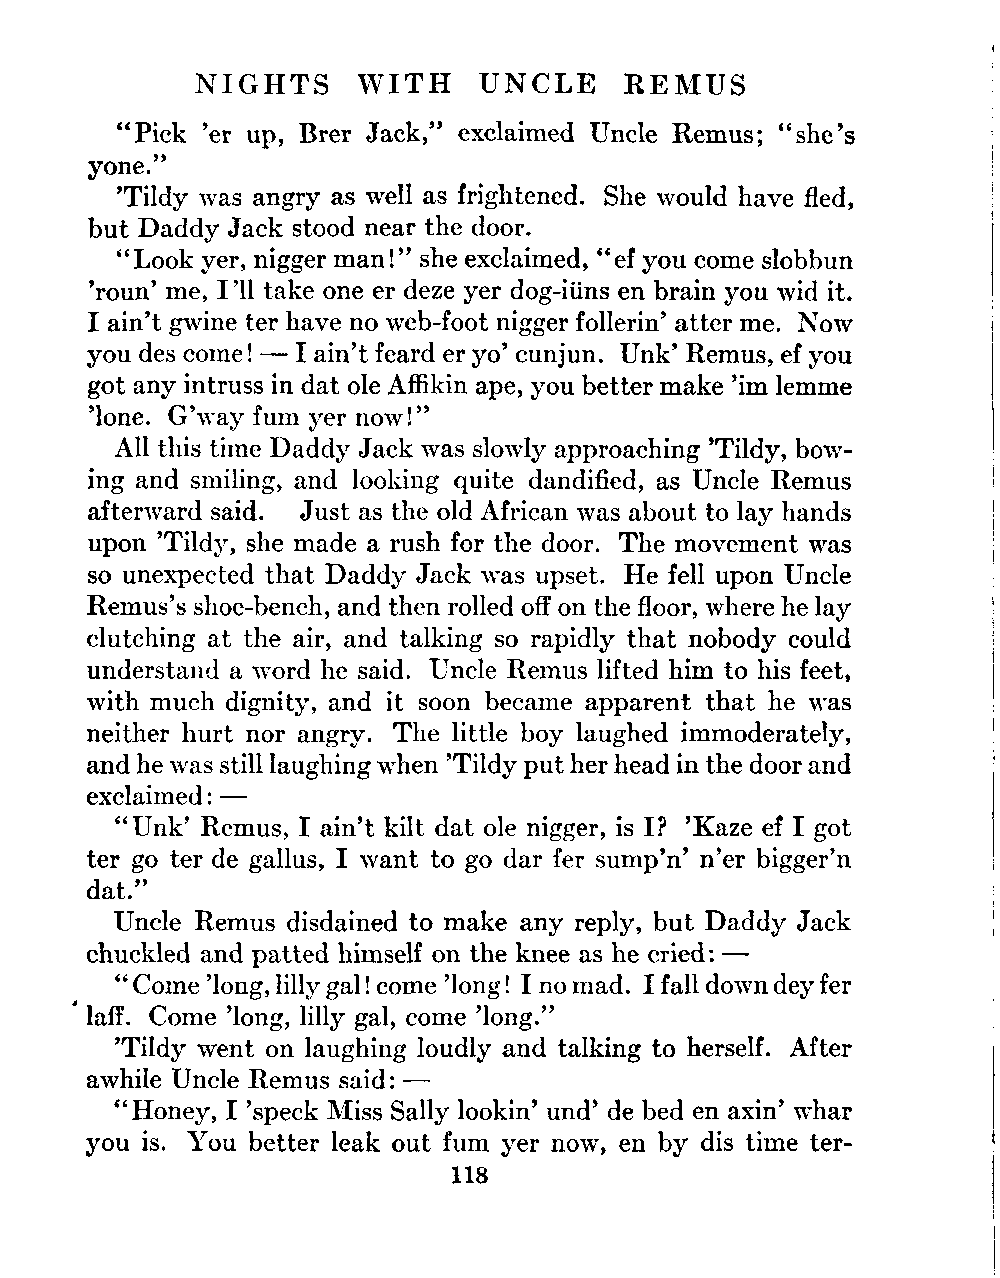 NIGHTS WITH UNCLE REMUS
“Pick ’er up, Brer Jack,” exclaimed Uncle Remus; “she’s
yone.”
’Tildy was angry as well as frightened. She would have fled,
but Daddy Jack stood near the door.
“Look yer, nigger man!” she exclaimed, “ef you come slobbun
’roun’ me, I’ll take one er deze yer dog-iüns en brain you wid it.
I ain’t gwine ter have no web-foot nigger follerin’ atter me. Now
you des come! — I ain’t feard er yo’ cunjun. Unk’ Remus, ef you
got any intruss in dat ole Affikin ape, you better make ’im lemme
’lone. G’way fum yer now!”
All this time Daddy Jack was slowly approaching ’Tildy, bow-
ing and smiling, and looking quite dandified, as Uncle Remus
afterward said. Just as the old African was about to lay hands
upon ’Tildy, she made a rush for the door. The movement was
so unexpected that Daddy Jack was upset. He fell upon Uncle
Remus’s shoe-bench, and then rolled off on the floor, where he lay
clutching at the air, and talking so rapidly that nobody could
understand a word he said. Uncle Remus lifted him to his feet,
with much dignity, and it soon became apparent that he was
neither hurt nor angry. The little boy laughed immoderately,
and he was still laughing when ’Tildy put her head in the door and
exclaimed: —
“Unk’ Remus, I ain’t kilt dat ole nigger, is I? ’Kaze ef I got
ter go ter de gallus, I want to go dar fer sump’n’ n’er bigger’n
dat.”
Uncle Remus disdained to make any reply, but Daddy Jack
chuckled and patted himself on the knee as he cried: —
“Come ’long, lilly gal! come ’long! I no mad. I fall down dey fer
laff. Come ’long, lilly gal, come ’long.”
’Tildy went on laughing loudly and talking to herself. After
awhile Uncle Remus said: —
“Honey, I ’speck Miss Sally lookin’ und’ de bed en axin’ whar
you is. You better leak out fum yer now, en by dis time ter-
118